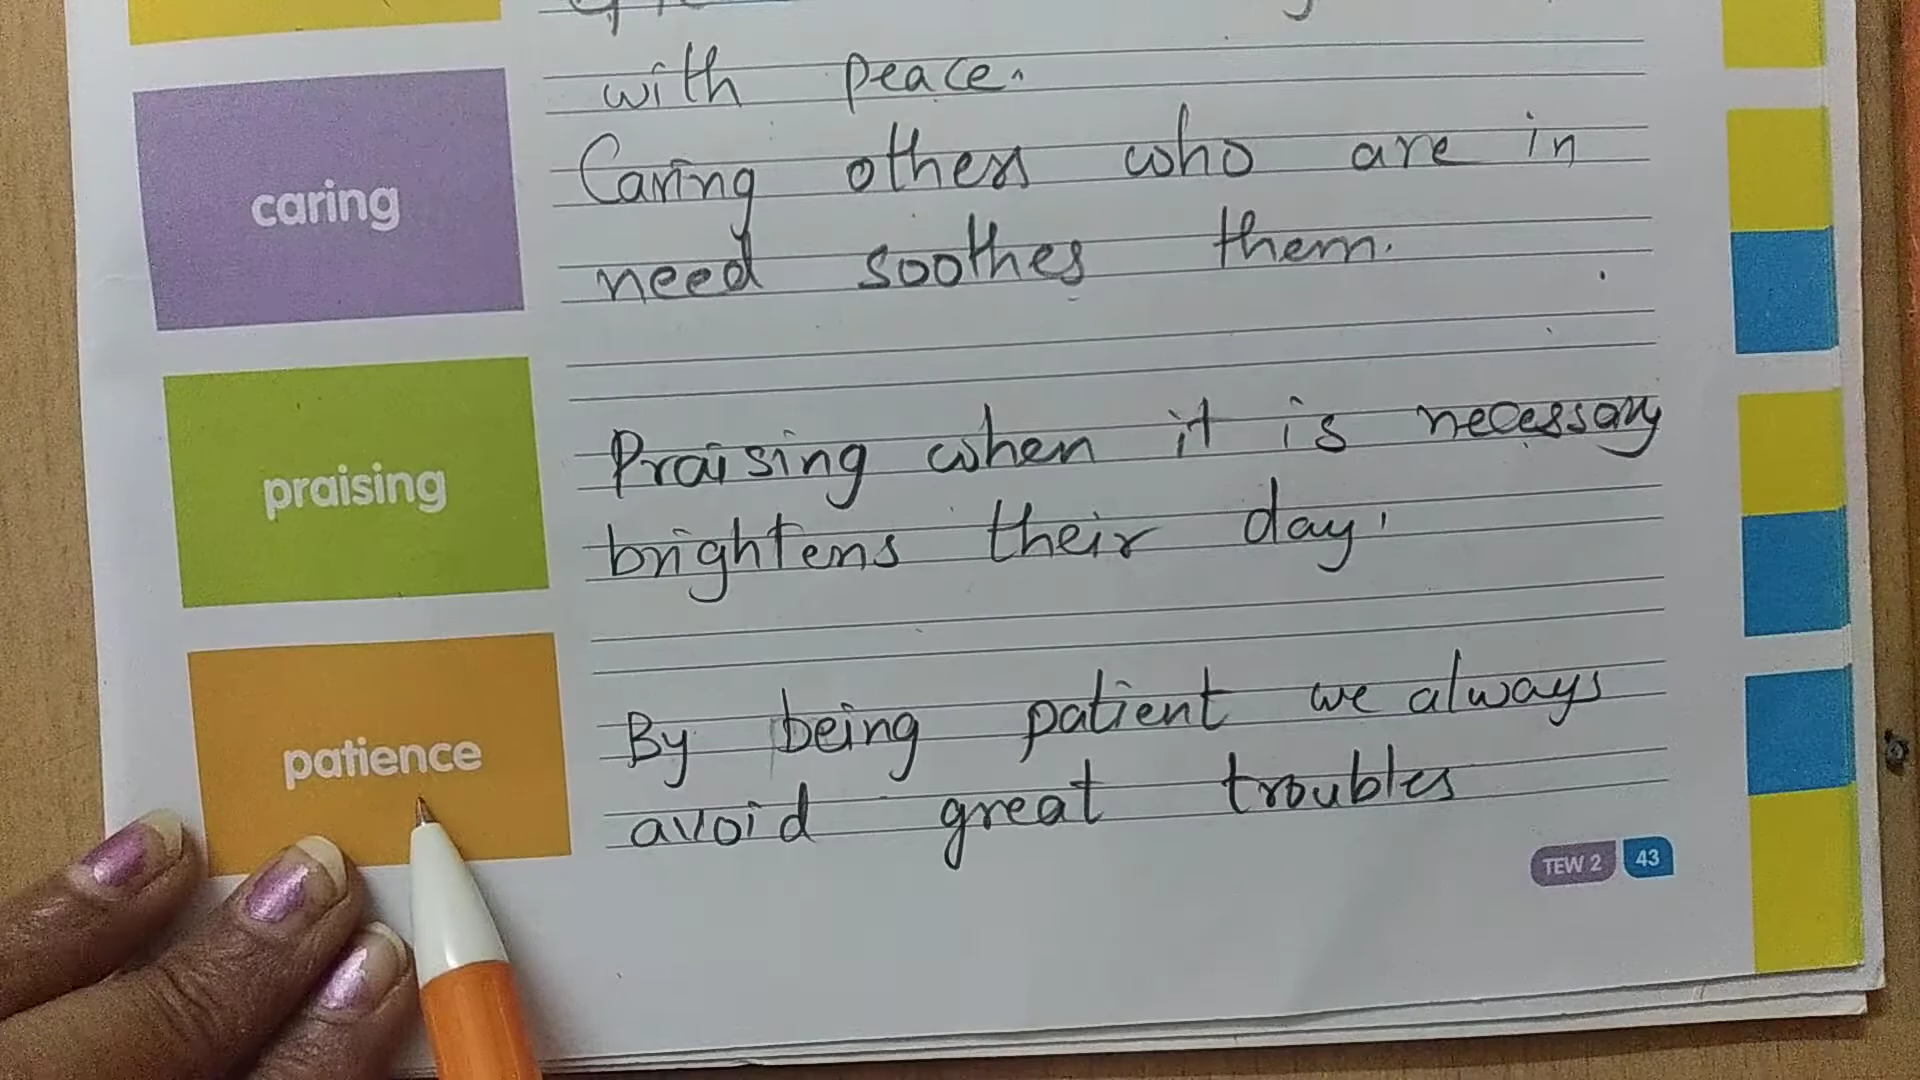 with peace.
caring
Caring others who are in
need soothes them.
praising
Praising when it is necessary
brightens their day.
patience
By being patient we always
avoid great troubles
TEW 2 43